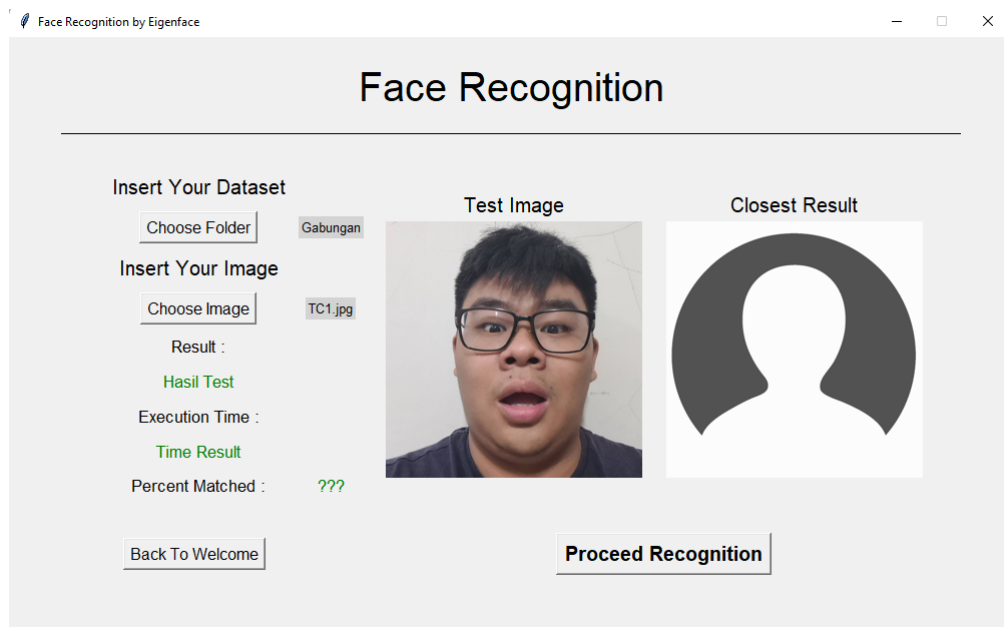 Face Recognition by Eigenface
Face Recognition
Insert Your Dataset
Choose Folder
Gabungan
Insert Your Image
Choose Image
TC1.jpg
Result :
Hasil Test
Execution Time :
Time Result
Percent Matched :
???
Back To Welcome
Test Image
Closest Result
Proceed Recognition